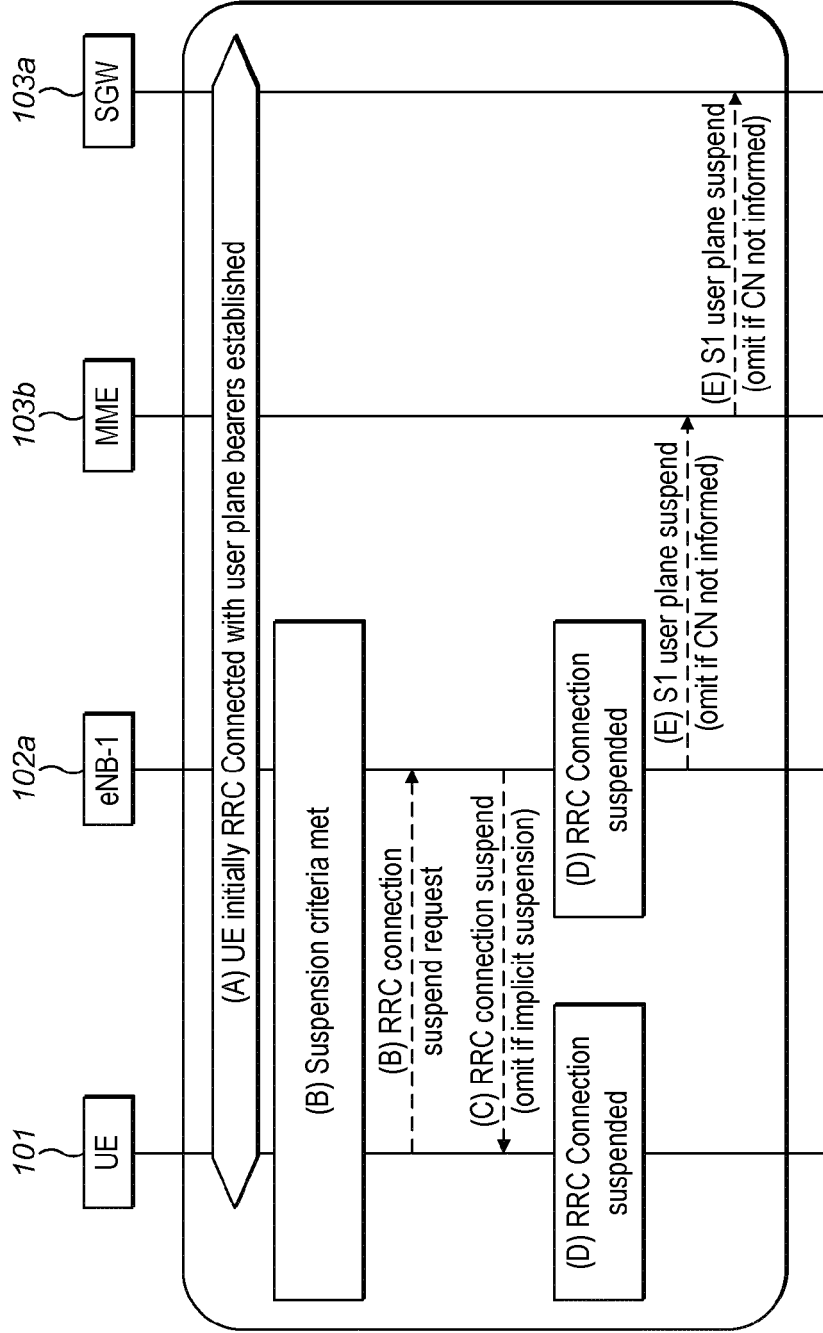 101
102a
103b
103a
UE
eNB-1
MME
SGW
(A) UE initially RRC Connected with user plane bearers established
(B) Suspension criteria met
(B) RRC connection
suspend request
(C) RRC connection suspend
(omit if implicit suspension)
(D) RRC Connection
suspended
(D) RRC Connection
suspended
(E) S1 user plane suspend
(omit if CN not informed)
(E) S1 user plane suspend
(omit if CN not informed)